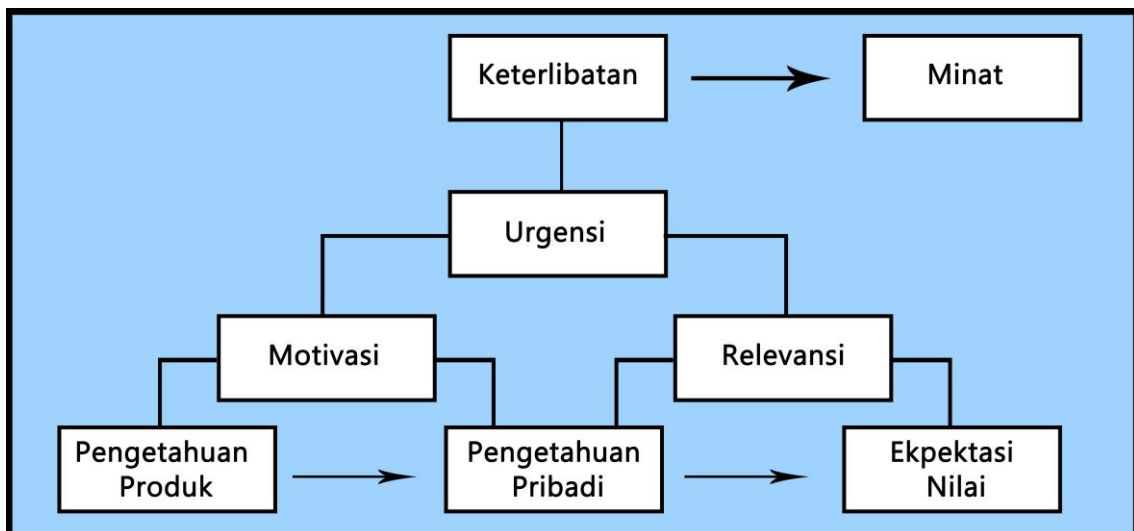 Keterlibatan
Minat
Urgensi
Motivasi
Relevansi
Pengetahuan
Produk
Pengetahuan
Pribadi
Ekpektasi
Nilai